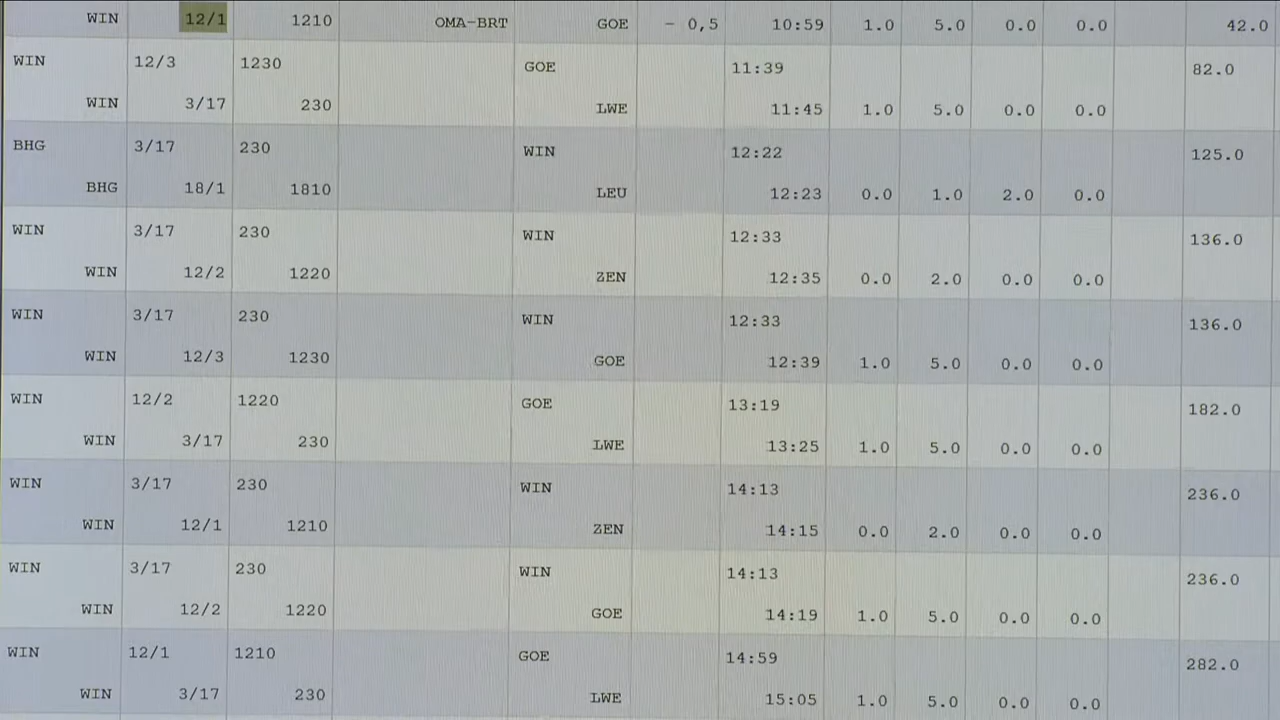 WIN 12/1 1210 OMA-BRT GOE - 0,5 10:59 1.0 5.0 0.0 0.0 42.0
WIN 12/3 1230 GOE 11:39 82.0
WIN 3/17 230 LWE 11:45 1.0 5.0 0.0 0.0
BHG 3/17 230 WIN 12:22 125.0
BHG 18/1 1810 LEU 12:23 0.0 1.0 2.0 0.0
WIN 3/17 230 WIN 12:33 136.0
WIN 12/2 1220 ZEN 12:35 0.0 2.0 0.0 0.0
WIN 3/17 230 WIN 12:33 136.0
WIN 12/3 1230 GOE 12:39 1.0 5.0 0.0 0.0
WIN 12/2 1220 GOE 13:19 182.0
WIN 3/17 230 LWE 13:25 1.0 5.0 0.0 0.0
WIN 3/17 230 WIN 14:13 236.0
WIN 12/1 1210 ZEN 14:15 0.0 2.0 0.0 0.0
WIN 3/17 230 WIN 14:13 236.0
WIN 12/2 1220 GOE 14:19 1.0 5.0 0.0 0.0
WIN 12/1 1210 GOE 14:59 282.0
WIN 3/17 230 LWE 15:05 1.0 5.0 0.0 0.0